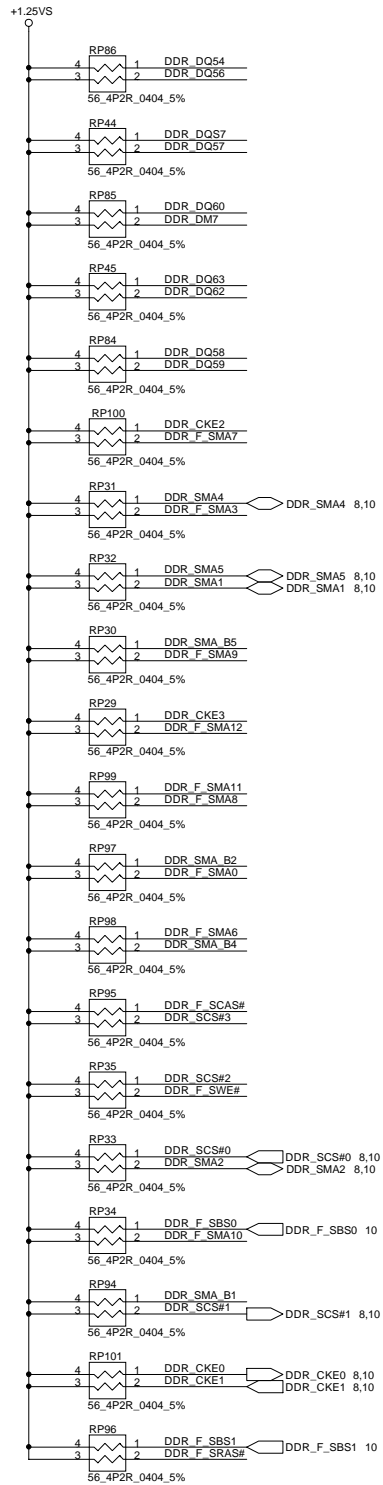 +1.25VS
RP86
4 1 DDR_DQ54
3 2 DDR_DQ56
56_4P2R_0404_5%
RP44
4 1 DDR_DQS7
3 2 DDR_DQ57
56_4P2R_0404_5%
RP85
4 1 DDR_DQ60
3 2 DDR_DM7
56_4P2R_0404_5%
RP45
4 1 DDR_DQ63
3 2 DDR_DQ62
56_4P2R_0404_5%
RP84
4 1 DDR_DQ58
3 2 DDR_DQ59
56_4P2R_0404_5%
RP100
4 1 DDR_CKE2
3 2 DDR_F_SMA7
56_4P2R_0404_5%
RP31
4 1 DDR_SMA4 DDR_SMA4 8,10
3 2 DDR_F_SMA3
56_4P2R_0404_5%
RP32
4 1 DDR_SMA5 DDR_SMA5 8,10
3 2 DDR_SMA1 DDR_SMA1 8,10
56_4P2R_0404_5%
RP30
4 1 DDR_SMA_B5
3 2 DDR_F_SMA9
56_4P2R_0404_5%
RP29
4 1 DDR_CKE3
3 2 DDR_F_SMA12
56_4P2R_0404_5%
RP99
4 1 DDR_F_SMA11
3 2 DDR_F_SMA8
56_4P2R_0404_5%
RP97
4 1 DDR_SMA_B2
3 2 DDR_F_SMA0
56_4P2R_0404_5%
RP98
4 1 DDR_F_SMA6
3 2 DDR_SMA_B4
56_4P2R_0404_5%
RP95
4 1 DDR_F_SCAS#
3 2 DDR_SCS#3
56_4P2R_0404_5%
RP35
4 1 DDR_SCS#2
3 2 DDR_F_SWE#
56_4P2R_0404_5%
RP33
4 1 DDR_SCS#0 DDR_SCS#0 8,10
3 2 DDR_SMA2 DDR_SMA2 8,10
56_4P2R_0404_5%
RP34
4 1 DDR_F_SBS0 DDR_F_SBS0 10
3 2 DDR_F_SMA10
56_4P2R_0404_5%
RP94
4 1 DDR_SMA_B1
3 2 DDR_SCS#1 DDR_SCS#1 8,10
56_4P2R_0404_5%
RP101
4 1 DDR_CKE0 DDR_CKE0 8,10
3 2 DDR_CKE1 DDR_CKE1 8,10
56_4P2R_0404_5%
RP96
4 1 DDR_F_SBS1 DDR_F_SBS1 10
3 2 DDR_F_SRAS#
56_4P2R_0404_5%